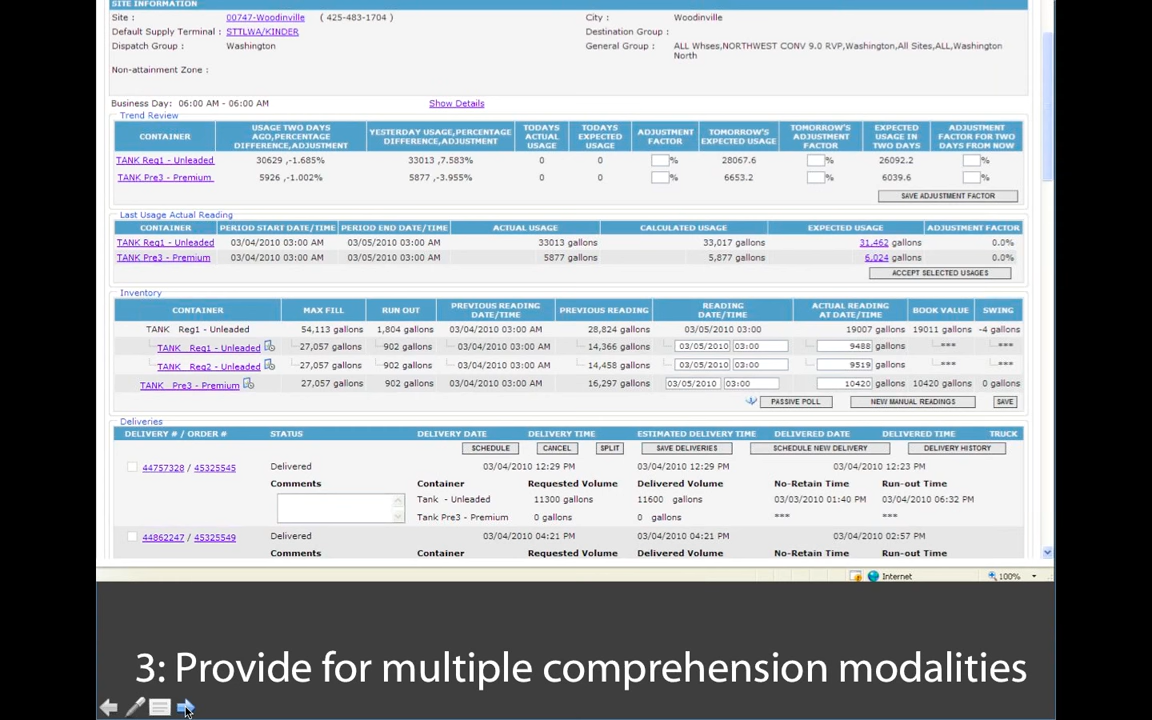 SITE INFORMATION
Site : 00747-Woodinville ( 425-483-1704 ) City : Woodinville
Default Supply Terminal : STTLWA/KINDER Destination Group :
Dispatch Group : Washington General Group : ALL Whses,NORTHWEST CONV 9.0 RVP,Washington,All Sites,ALL,Washington North
Non-attainment Zone :
Business Day: 06:00 AM - 06:00 AM Show Details
Trend Review
CONTAINER USAGE TWO DAYS AGO,PERCENTAGE DIFFERENCE,ADJUSTMENT YESTERDAY USAGE,PERCENTAGE DIFFERENCE,ADJUSTMENT TODAYS ACTUAL USAGE TODAYS EXPECTED USAGE ADJUSTMENT FACTOR TOMORROW'S EXPECTED USAGE TOMORROW'S ADJUSTMENT FACTOR EXPECTED USAGE IN TWO DAYS ADJUSTMENT FACTOR FOR TWO DAYS FROM NOW
TANK Reg1 - Unleaded 30629 ,-1.685% 33013 ,7.583% 0 0 % 28067.6 % 26092.2 %
TANK Pre3 - Premium 5926 ,-1.002% 5877 ,-3.955% 0 0 % 6653.2 % 6039.6 %
SAVE ADJUSTMENT FACTOR
Last Usage Actual Reading
CONTAINER PERIOD START DATE/TIME PERIOD END DATE/TIME ACTUAL USAGE CALCULATED USAGE EXPECTED USAGE ADJUSTMENT FACTOR
TANK Reg1 - Unleaded 03/04/2010 03:00 AM 03/05/2010 03:00 AM 33013 gallons 33,017 gallons 31,462 gallons 0.0%
TANK Pre3 - Premium 03/04/2010 03:00 AM 03/05/2010 03:00 AM 5877 gallons 5,877 gallons 6,024 gallons 0.0%
ACCEPT SELECTED USAGES
Inventory
CONTAINER MAX FILL RUN OUT PREVIOUS READING DATE/TIME PREVIOUS READING READING DATE/TIME ACTUAL READING AT DATE/TIME BOOK VALUE SWING
TANK Reg1 - Unleaded 54,113 gallons 1,804 gallons 03/04/2010 03:00 AM 28,824 gallons 03/05/2010 03:00 19007 gallons 19011 gallons -4 gallons
TANK Reg1 - Unleaded 27,057 gallons 902 gallons 03/04/2010 03:00 AM 14,366 gallons 03/05/2010 03:00 9488 gallons *** ***
TANK Reg2 - Unleaded 27,057 gallons 902 gallons 03/04/2010 03:00 AM 14,458 gallons 03/05/2010 03:00 9519 gallons *** ***
TANK Pre3 - Premium 27,057 gallons 902 gallons 03/04/2010 03:00 AM 16,297 gallons 03/05/2010 03:00 10420 gallons 10420 gallons 0 gallons
PASSIVE POLL NEW MANUAL READINGS SAVE
Deliveries
DELIVERY # / ORDER # STATUS DELIVERY DATE DELIVERY TIME ESTIMATED DELIVERY TIME DELIVERED DATE DELIVERED TIME TRUCK
SCHEDULE CANCEL SPLIT SAVE DELIVERIES SCHEDULE NEW DELIVERY DELIVERY HISTORY
44757328 / 45325545 Delivered 03/04/2010 12:29 PM 03/04/2010 12:29 PM 03/04/2010 12:23 PM
Comments Container Requested Volume Delivered Volume No-Retain Time Run-out Time
Tank - Unleaded 11300 gallons 11600 gallons 03/03/2010 01:40 PM 03/04/2010 06:32 PM
Tank Pre3 - Premium 0 gallons 0 gallons *** ***
44862247 / 45325549 Delivered 03/04/2010 04:21 PM 03/04/2010 04:21 PM 03/04/2010 02:57 PM
Comments Container Requested Volume Delivered Volume No-Retain Time Run-out Time
Internet 100%
3: Provide for multiple comprehension modalities